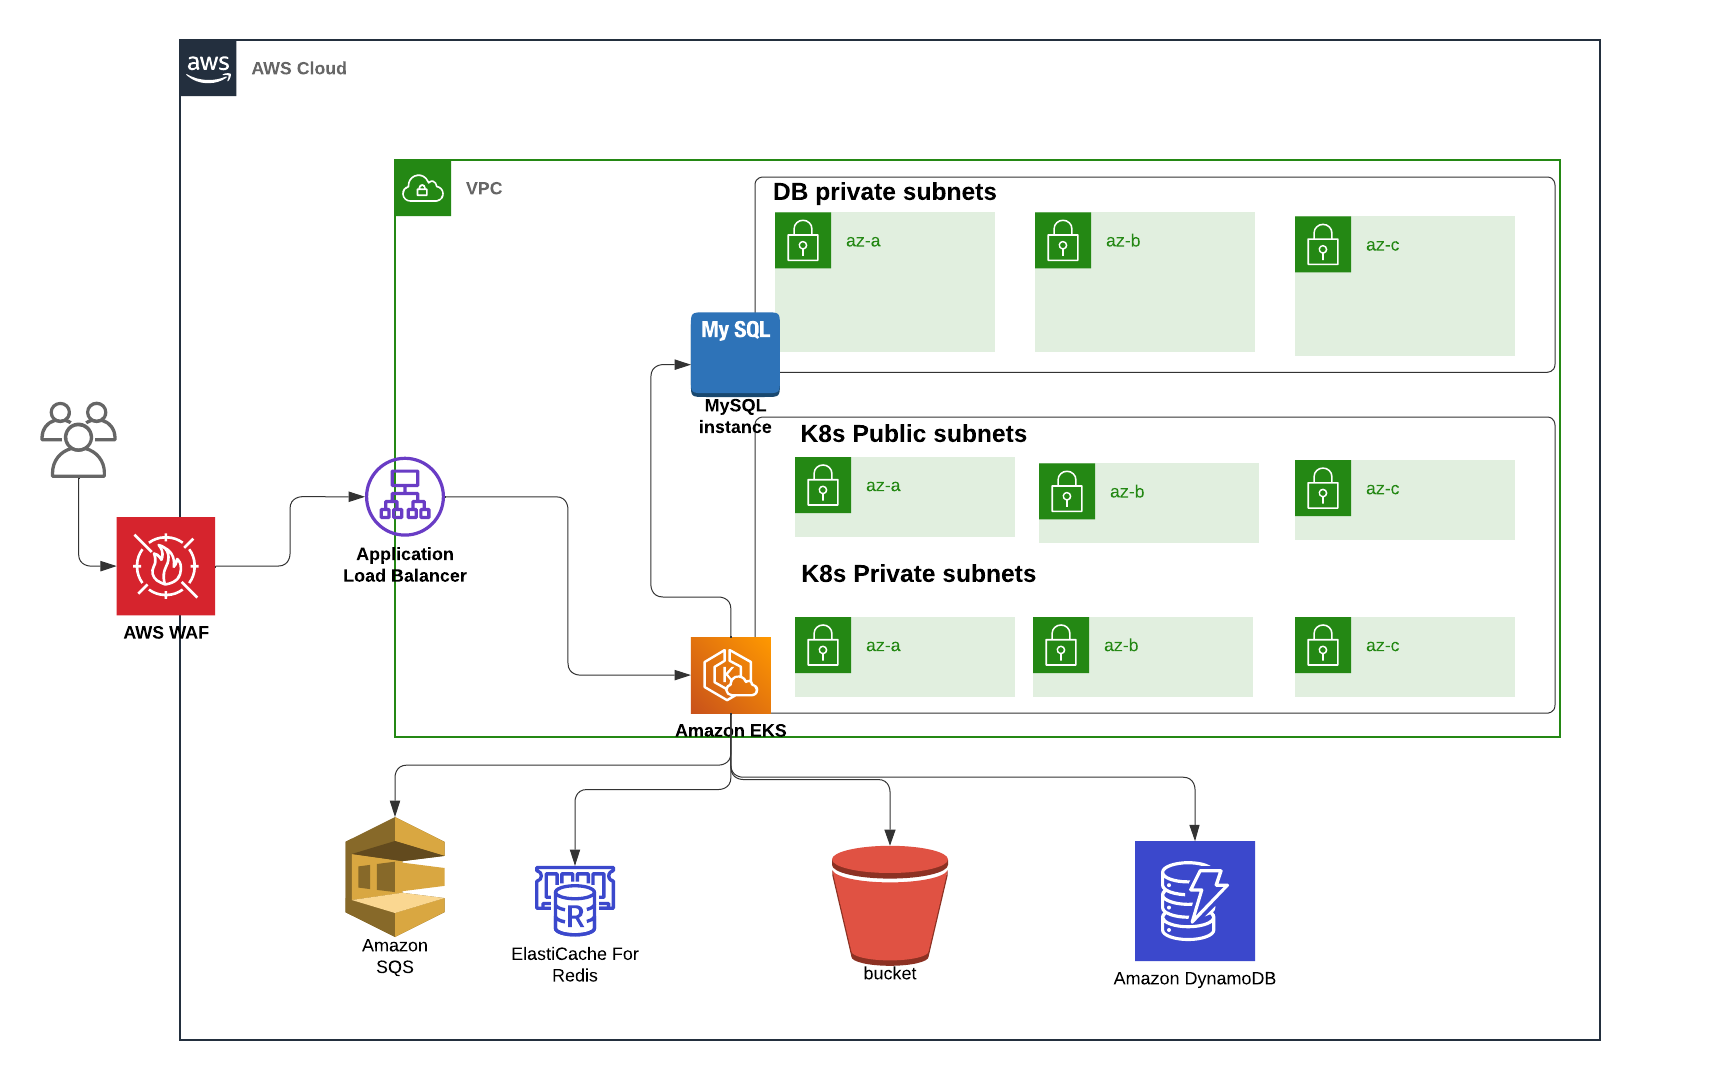 aws
AWS Cloud
VPC
DB private subnets
az-a
az-b
az-c
My SQL
MySQL
instance
K8s Public subnets
az-a
az-b
az-c
Application
Load Balancer
K8s Private subnets
az-a
az-b
az-c
AWS WAF
K
Amazon EKS
Amazon
SQS
R
ElastiCache For
Redis
bucket
Amazon DynamoDB